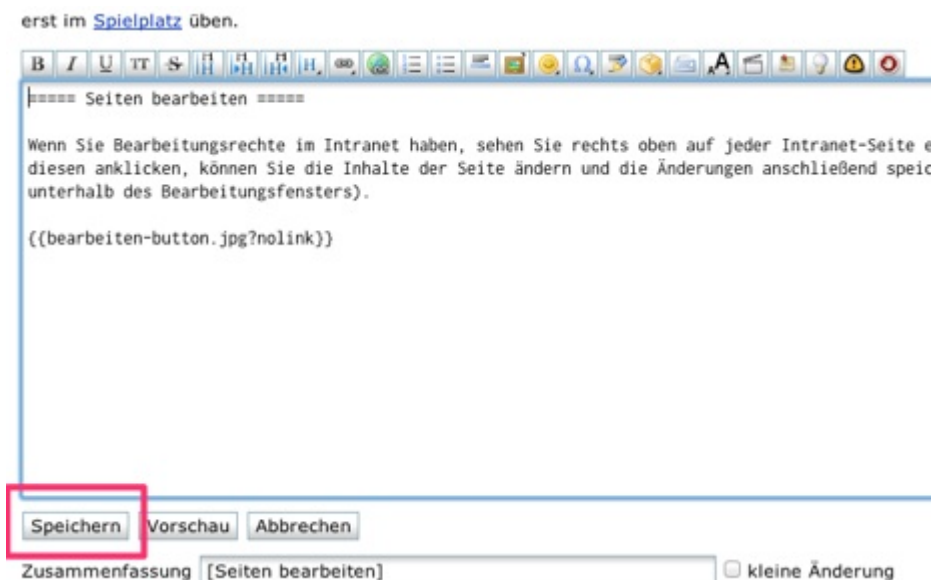 erst im Spielplatz üben.
B I U TT S
===== Seiten bearbeiten =====
Wenn Sie Bearbeitungsrechte im Intranet haben, sehen Sie rechts oben auf jeder Intranet-Seite e
diesen anklicken, können Sie die Inhalte der Seite ändern und die Änderungen anschließend speic
unterhalb des Bearbeitungsfensters).
{{bearbeiten-button.jpg?nolink}}
Speichern Vorschau Abbrechen
Zusammenfassung [Seiten bearbeiten] kleine Änderung